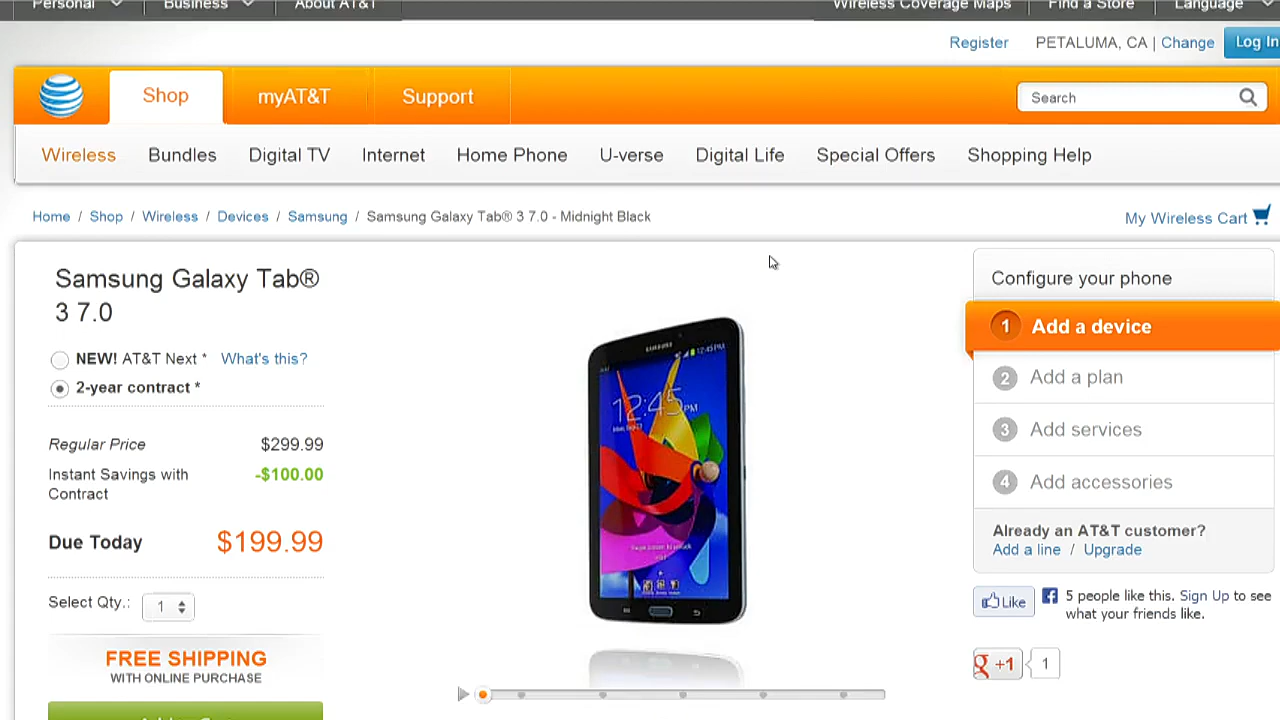 Personal Business About AT&T Wireless Coverage Maps Find a Store Language
Register PETALUMA, CA | Change Log In
Shop myAT&T Support Search
Wireless Bundles Digital TV Internet Home Phone U-verse Digital Life Special Offers Shopping Help
Home / Shop / Wireless / Devices / Samsung / Samsung Galaxy Tab® 3 7.0 - Midnight Black
My Wireless Cart
Samsung Galaxy Tab®
3 7.0
NEW! AT&T Next * What's this?
2-year contract *
Regular Price $299.99
Instant Savings with -$100.00
Contract
Due Today $199.99
Select Qty.: 1
FREE SHIPPING
WITH ONLINE PURCHASE
SAMSUNG
12:45 PM
12:45 PM
Configure your phone
1 Add a device
2 Add a plan
3 Add services
4 Add accessories
Already an AT&T customer?
Add a line / Upgrade
Like 5 people like this. Sign Up to see
what your friends like.
g +1 1